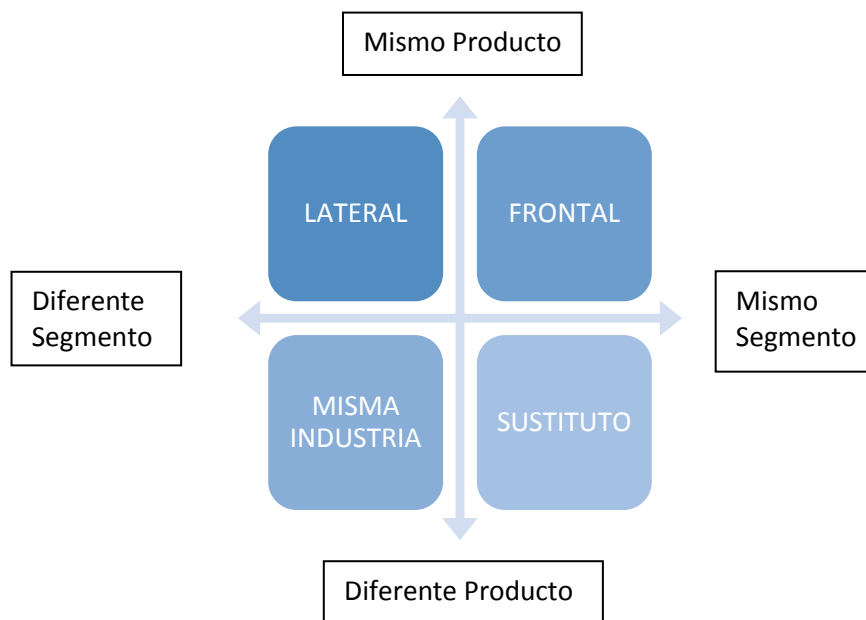 Mismo Producto
LATERAL
FRONTAL
Diferente
Segmento
Mismo
Segmento
MISMA
INDUSTRIA
SUSTITUTO
Diferente Producto